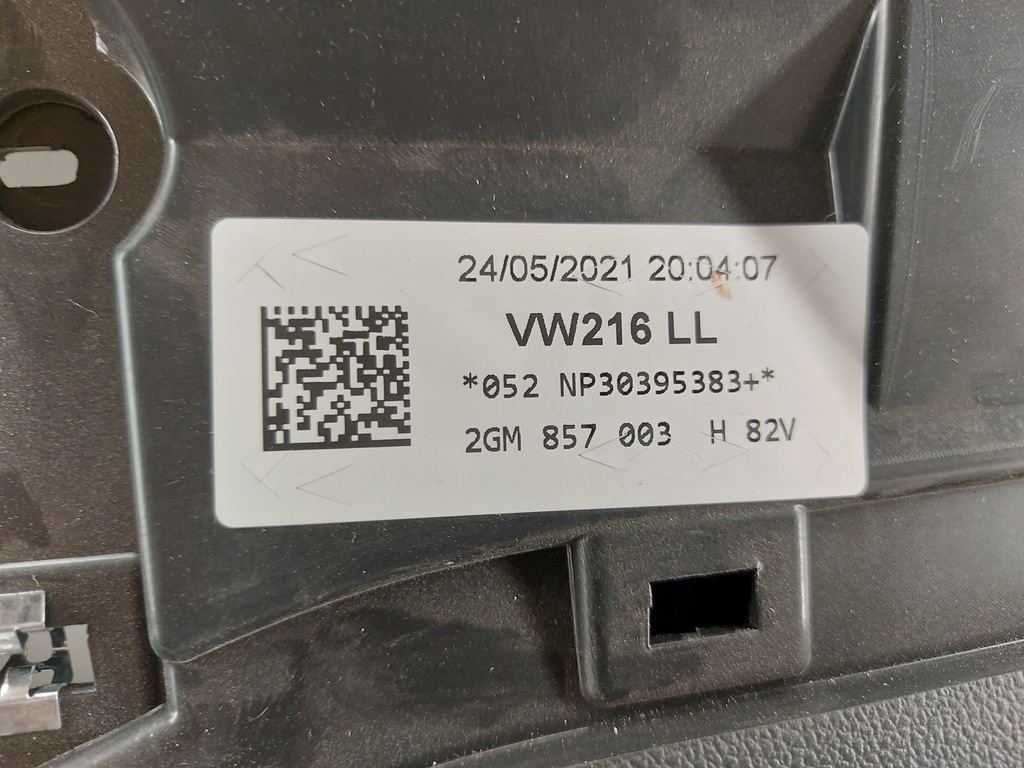 24/05/2021 20:04:07
VW216 LL
*052 NP30395383+*
2GM 857 003 H 82V